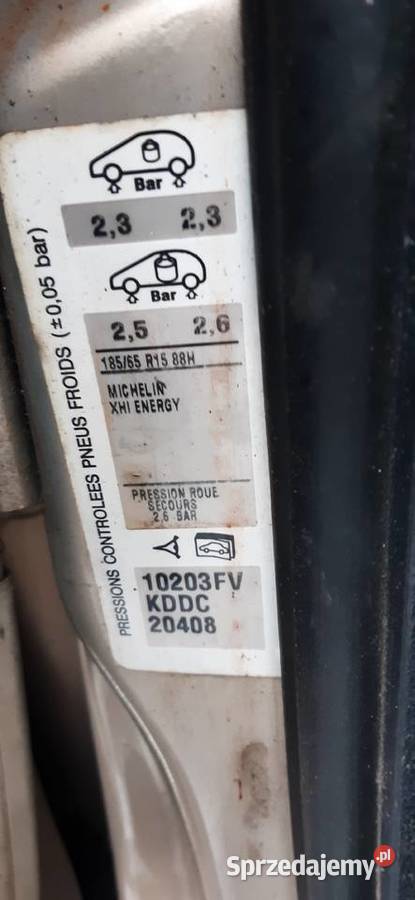 Bar
2,3 2,3
Bar
2,5 2,6
185/65 R15 88H
MICHELIN
XHI ENERGY
PRESSION ROUE
SECOURS
2,6 BAR
PRESSIONS CONTROLEES PNEUS FROIDS (±0,05 bar)
10203FV
KDDC
20408
Sprzedajemy.pl